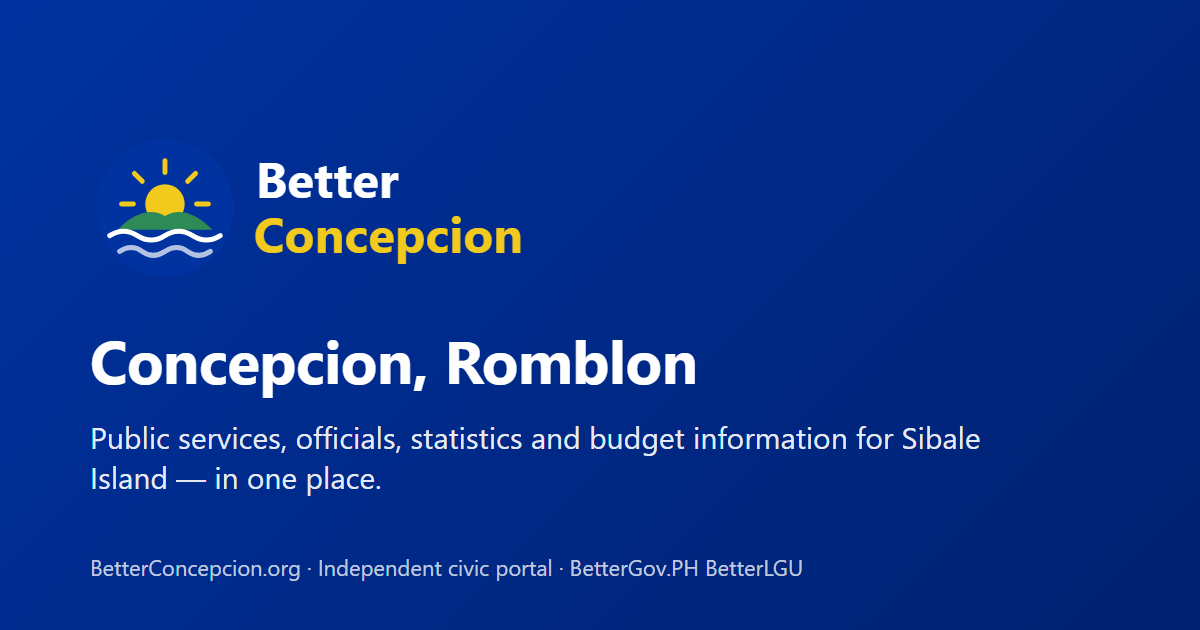 Better
Concepcion
Concepcion, Romblon
Public services, officials, statistics and budget information for Sibale
Island — in one place.
BetterConcepcion.org · Independent civic portal · BetterGov.PH BetterLGU